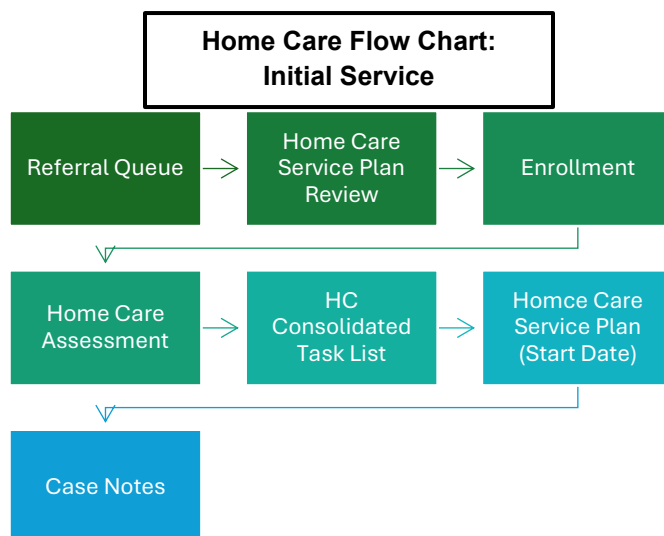 Home Care Flow Chart:
Initial Service
Referral Queue
Home Care
Service Plan
Review
Enrollment
Home Care
Assessment
HC
Consolidated
Task List
Homce Care
Service Plan
(Start Date)
Case Notes